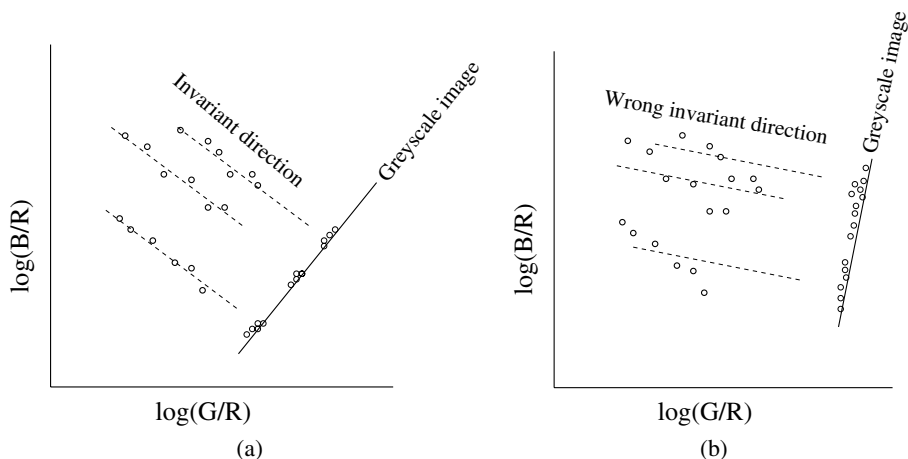 log(B/R)
Invariant direction
Greyscale image
log(G/R)
(a)
log(B/R)
Wrong invariant direction
Greyscale image
log(G/R)
(b)